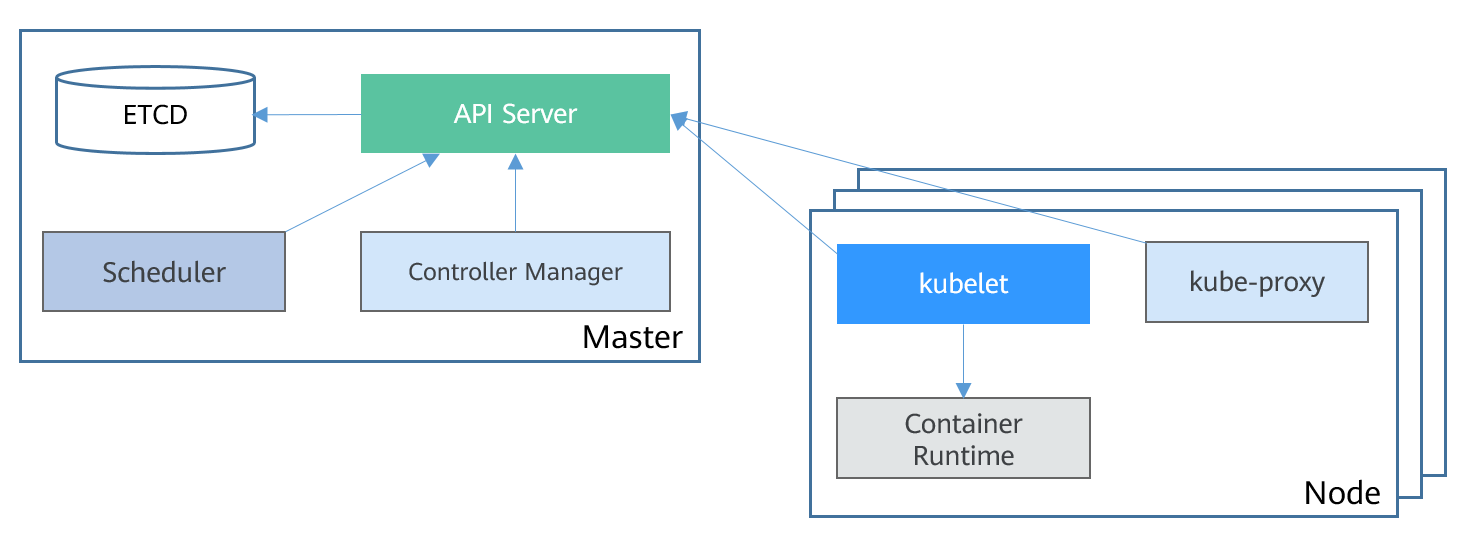 ETCD
API Server
Scheduler
Controller Manager
Master
kubelet
kube-proxy
Container
Runtime
Node